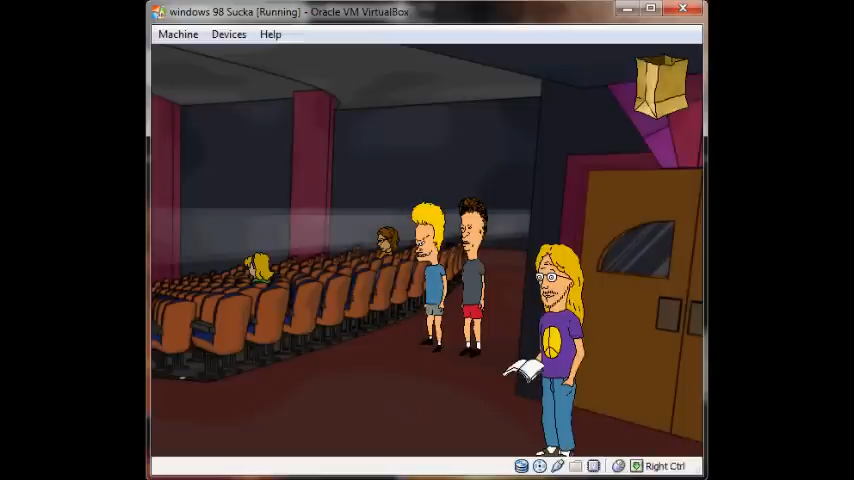 windows 98 Sucka [Running] - Oracle VM VirtualBox
Machine Devices Help
Right Ctrl